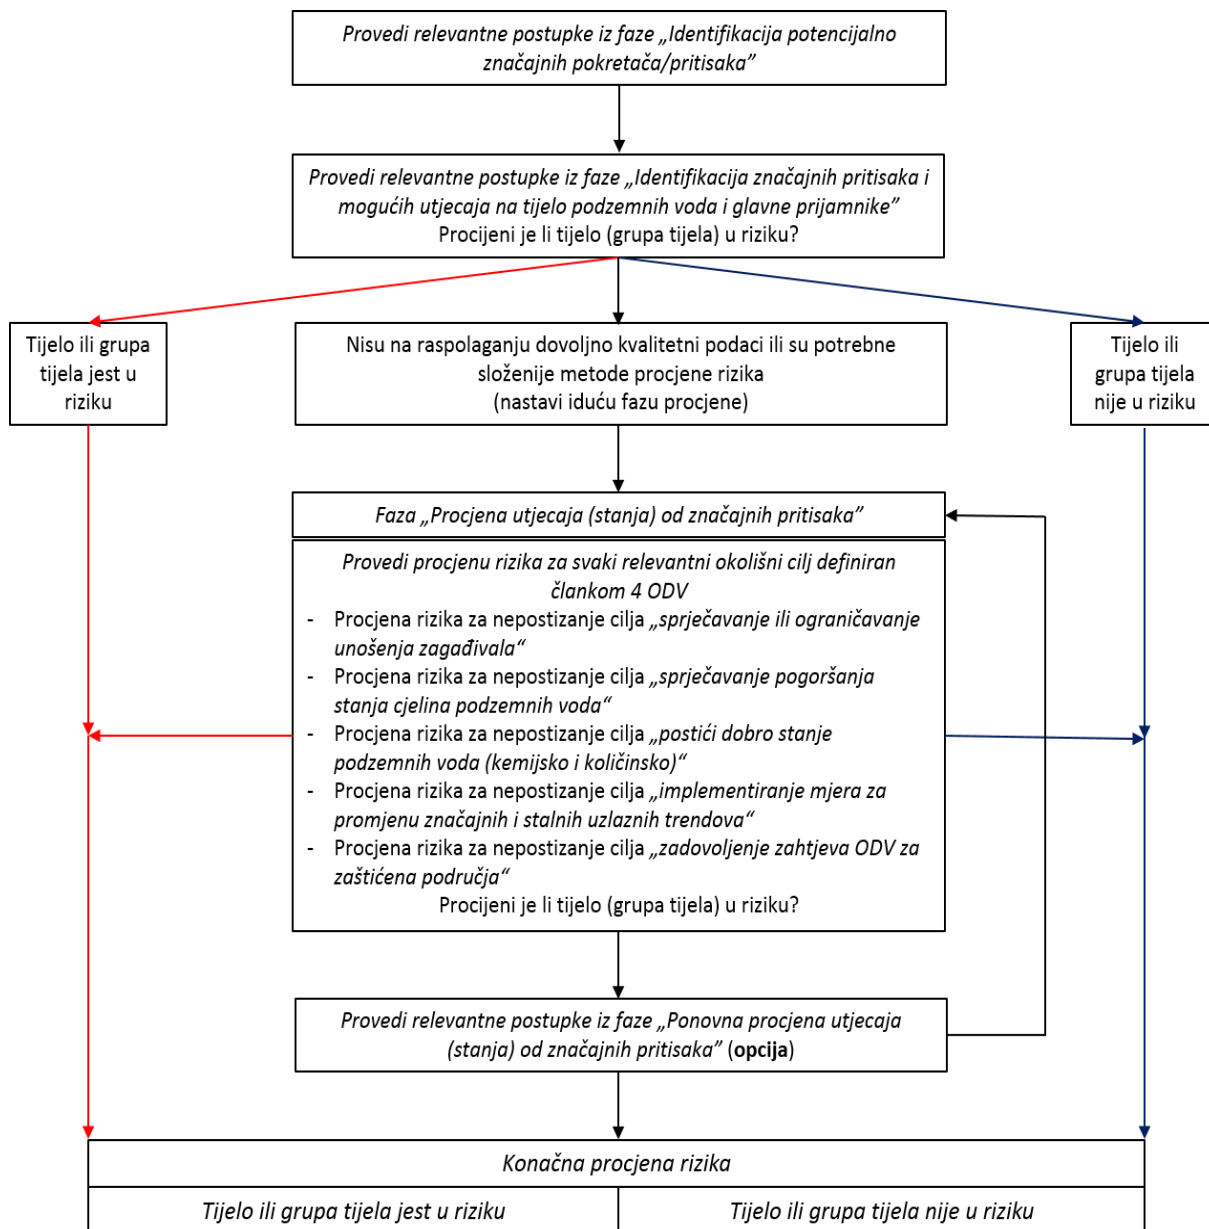 Provedi relevantne postupke iz faze „Identifikacija potencijalno
značajnih pokretača/pritisaka”
Provedi relevantne postupke iz faze „Identifikacija značajnih pritisaka i
mogućih utjecaja na tijelo podzemnih voda i glavne prijamnike”
Procijeni je li tijelo (grupa tijela) u riziku?
Tijelo ili grupa
tijela jest u
riziku
Nisu na raspolaganju dovoljno kvalitetni podaci ili su potrebne
složenije metode procjene rizika
(nastavi iduću fazu procjene)
Tijelo ili
grupa tijela
nije u riziku
Faza „Procjena utjecaja (stanja) od značajnih pritisaka”
Provedi procjenu rizika za svaki relevantni okolišni cilj definiran
člankom 4 ODV
- Procjena rizika za nepostizanje cilja „sprječavanje ili ograničavanje
unošenja zagađivala“
- Procjena rizika za nepostizanje cilja „sprječavanje pogoršanja
stanja cjelina podzemnih voda“
- Procjena rizika za nepostizanje cilja „postići dobro stanje
podzemnih voda (kemijsko i količinsko)“
- Procjena rizika za nepostizanje cilja „implementiranje mjera za
promjenu značajnih i stalnih uzlaznih trendova“
- Procjena rizika za nepostizanje cilja „zadovoljenje zahtjeva ODV za
zaštićena područja“
Procijeni je li tijelo (grupa tijela) u riziku?
Provedi relevantne postupke iz faze „Ponovna procjena utjecaja
(stanja) od značajnih pritisaka” (opcija)
Konačna procjena rizika
Tijelo ili grupa tijela jest u riziku
Tijelo ili grupa tijela nije u riziku